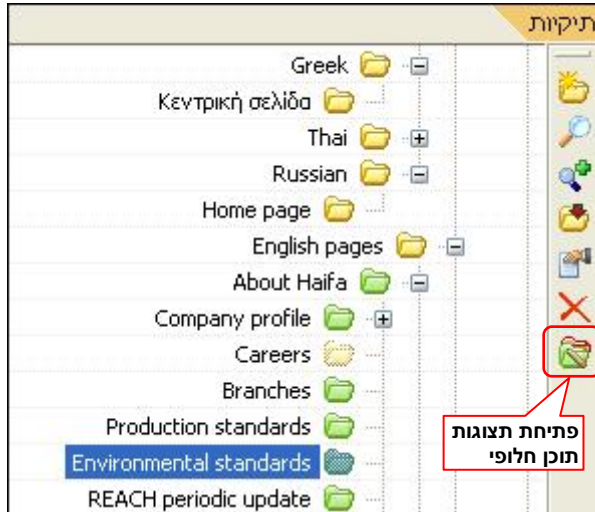 תיקיות
Greek
Κεντρική σελίδα
Thai
Russian
Home page
English pages
About Haifa
Company profile
Careers
Branches
Production standards
Environmental standards
REACH periodic update
פתיחת תצוגות
תוכן חלופי